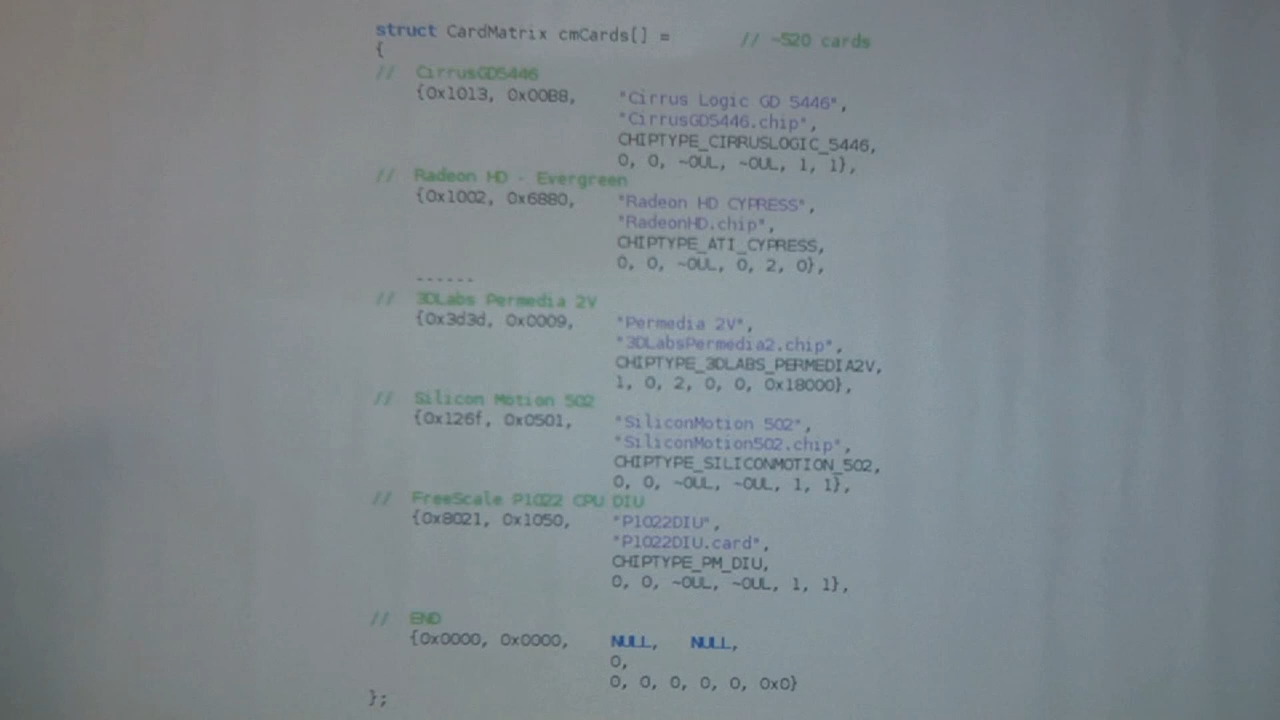 struct CardMatrix cmCards[] = // ~520 cards
{
// CirrusGD5446
{0x1013, 0x00B8, "Cirrus Logic GD 5446",
"CirrusGD5446.chip",
CHIPTYPE_CIRRUSLOGIC_5446,
0, 0, ~0UL, ~0UL, 1, 1},
// Radeon HD - Evergreen
{0x1002, 0x6880, "Radeon HD CYPRESS",
"RadeonHD.chip",
CHIPTYPE_ATI_CYPRESS,
0, 0, ~0UL, 0, 2, 0},
------
// 3DLabs Permedia 2V
{0x3d3d, 0x0009, "Permedia 2V",
"3DLabsPermedia2.chip",
CHIPTYPE_3DLABS_PERMEDIA2V,
1, 0, 2, 0, 0, 0x18000},
// Silicon Motion 502
{0x126f, 0x0501, "SiliconMotion 502",
"SiliconMotion502.chip",
CHIPTYPE_SILICONMOTION_502,
0, 0, ~0UL, ~0UL, 1, 1},
// FreeScale P1022 CPU DIU
{0x8021, 0x1050, "P1022DIU",
"P1022DIU.card",
CHIPTYPE_PM_DIU,
0, 0, ~0UL, ~0UL, 1, 1},
// END
{0x0000, 0x0000, NULL, NULL,
0,
0, 0, 0, 0, 0, 0x0}
};